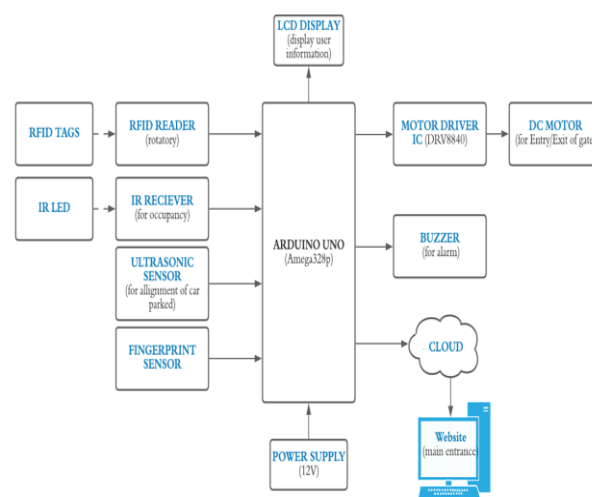 LCD DISPLAY
(display user
information)
RFID TAGS
RFID READER
(rotatory)
MOTOR DRIVER
IC (DRV8840)
DC MOTOR
(for Entry/Exit of gate)
IR LED
IR RECIEVER
(for occupancy)
ARDUINO UNO
(Amega328p)
BUZZER
(for alarm)
ULTRASONIC
SENSOR
(for allignment of car
parked)
FINGERPRINT
SENSOR
CLOUD
Website
(main entrance)
POWER SUPPLY
(12V)